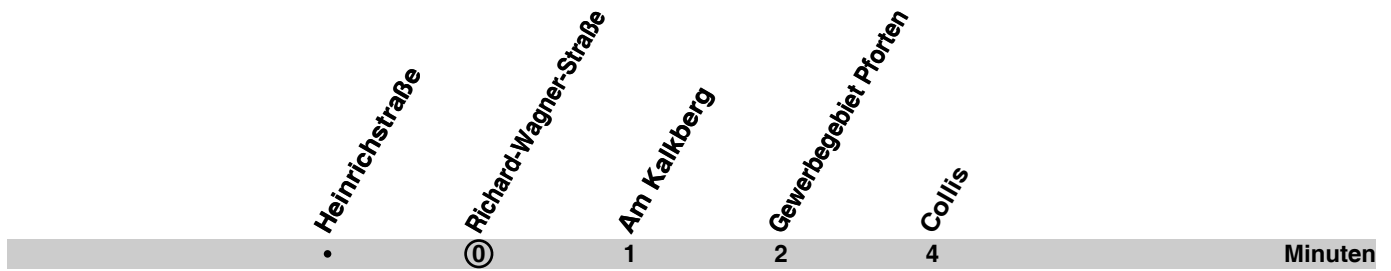 Heinrichstraße
Richard-Wagner-Straße
Am Kalkberg
Gewerbegebiet Pforten
Collis
• 0 1 2 4 Minuten